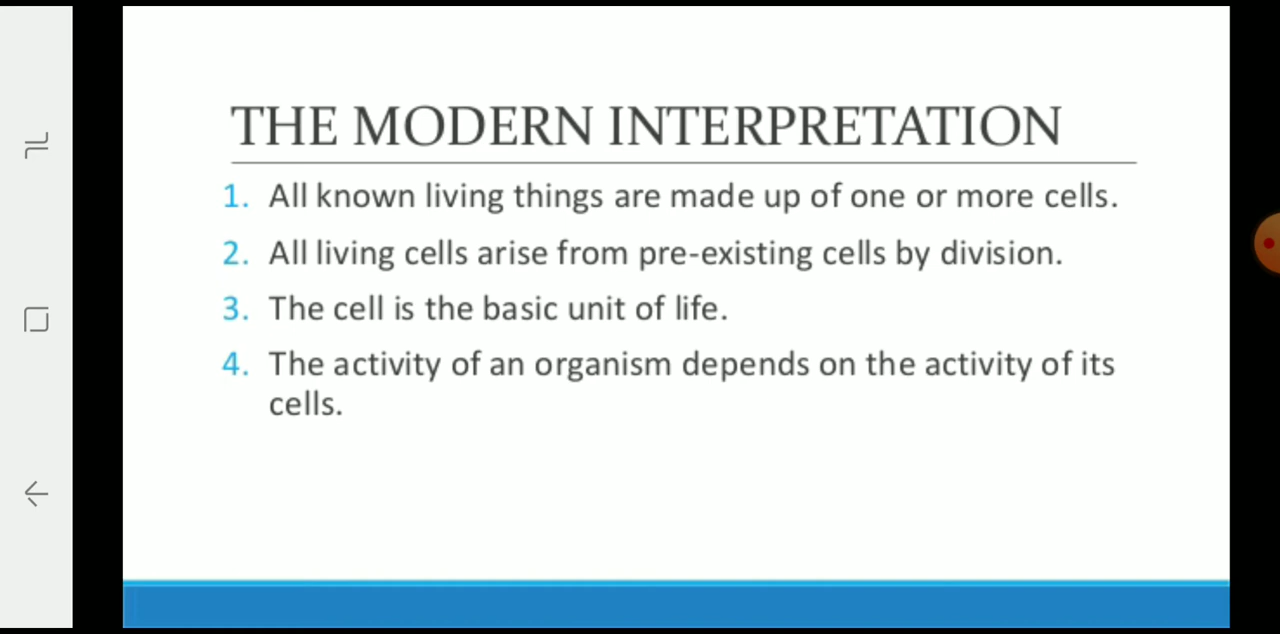 THE MODERN INTERPRETATION
1. All known living things are made up of one or more cells.
2. All living cells arise from pre-existing cells by division.
3. The cell is the basic unit of life.
4. The activity of an organism depends on the activity of its
cells.